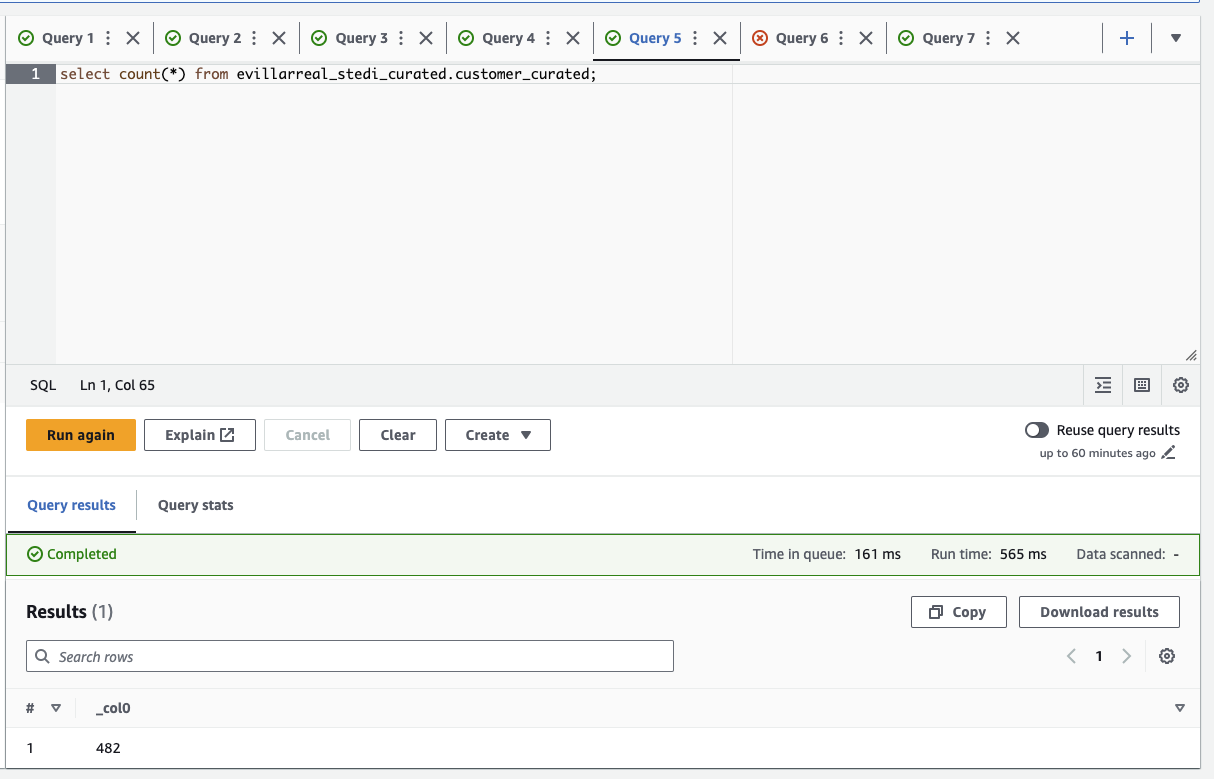 Query 1 Query 2 Query 3 Query 4 Query 5 Query 6 Query 7
1 select count(*) from evillarreal_stedi_curated.customer_curated;
SQL Ln 1, Col 65
Run again Explain Cancel Clear Create Reuse query results
up to 60 minutes ago
Query results Query stats
Completed Time in queue: 161 ms Run time: 565 ms Data scanned: -
Results (1) Copy Download results
Search rows 1
# _col0
1 482